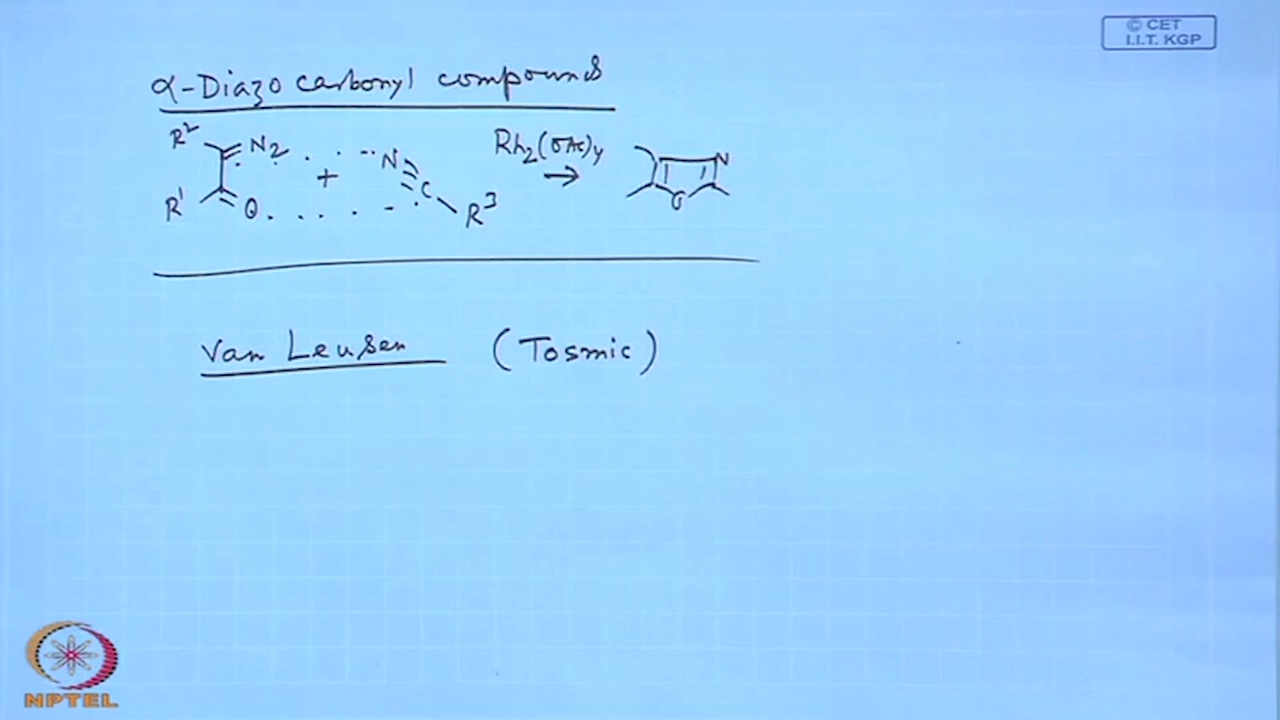 © CET
I.I.T. KGP
α-Diazo carbonyl compounds
R² N₂ N Rh₂(OAc)₄ N
+ → 
R¹ O C R³ O
Van Leusen (Tosmic)
NPTEL